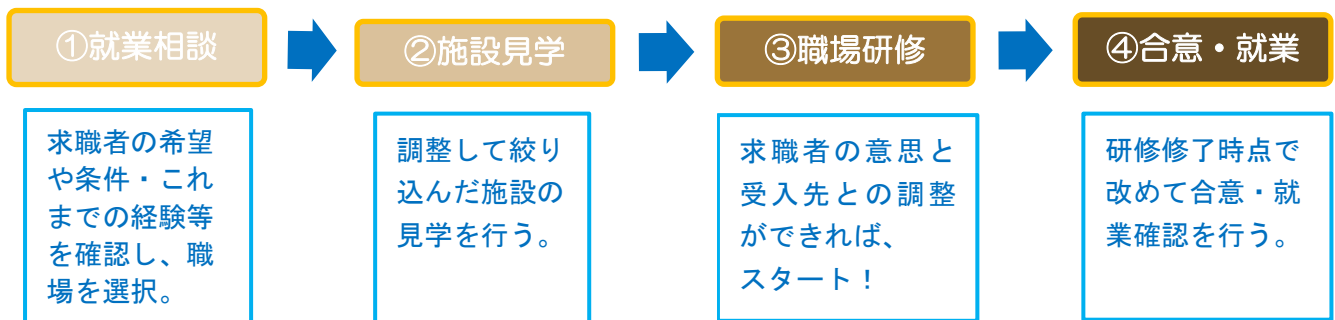 ①就業相談
求職者の希望
や条件・これ
までの経験等
を確認し、職
場を選択。
②施設見学
調整して絞り
込んだ施設の
見学を行う。
③職場研修
求職者の意思と
受入先との調整
ができれば、
スタート！
④合意・就業
研修修了時点で
改めて合意・就
業確認を行う。